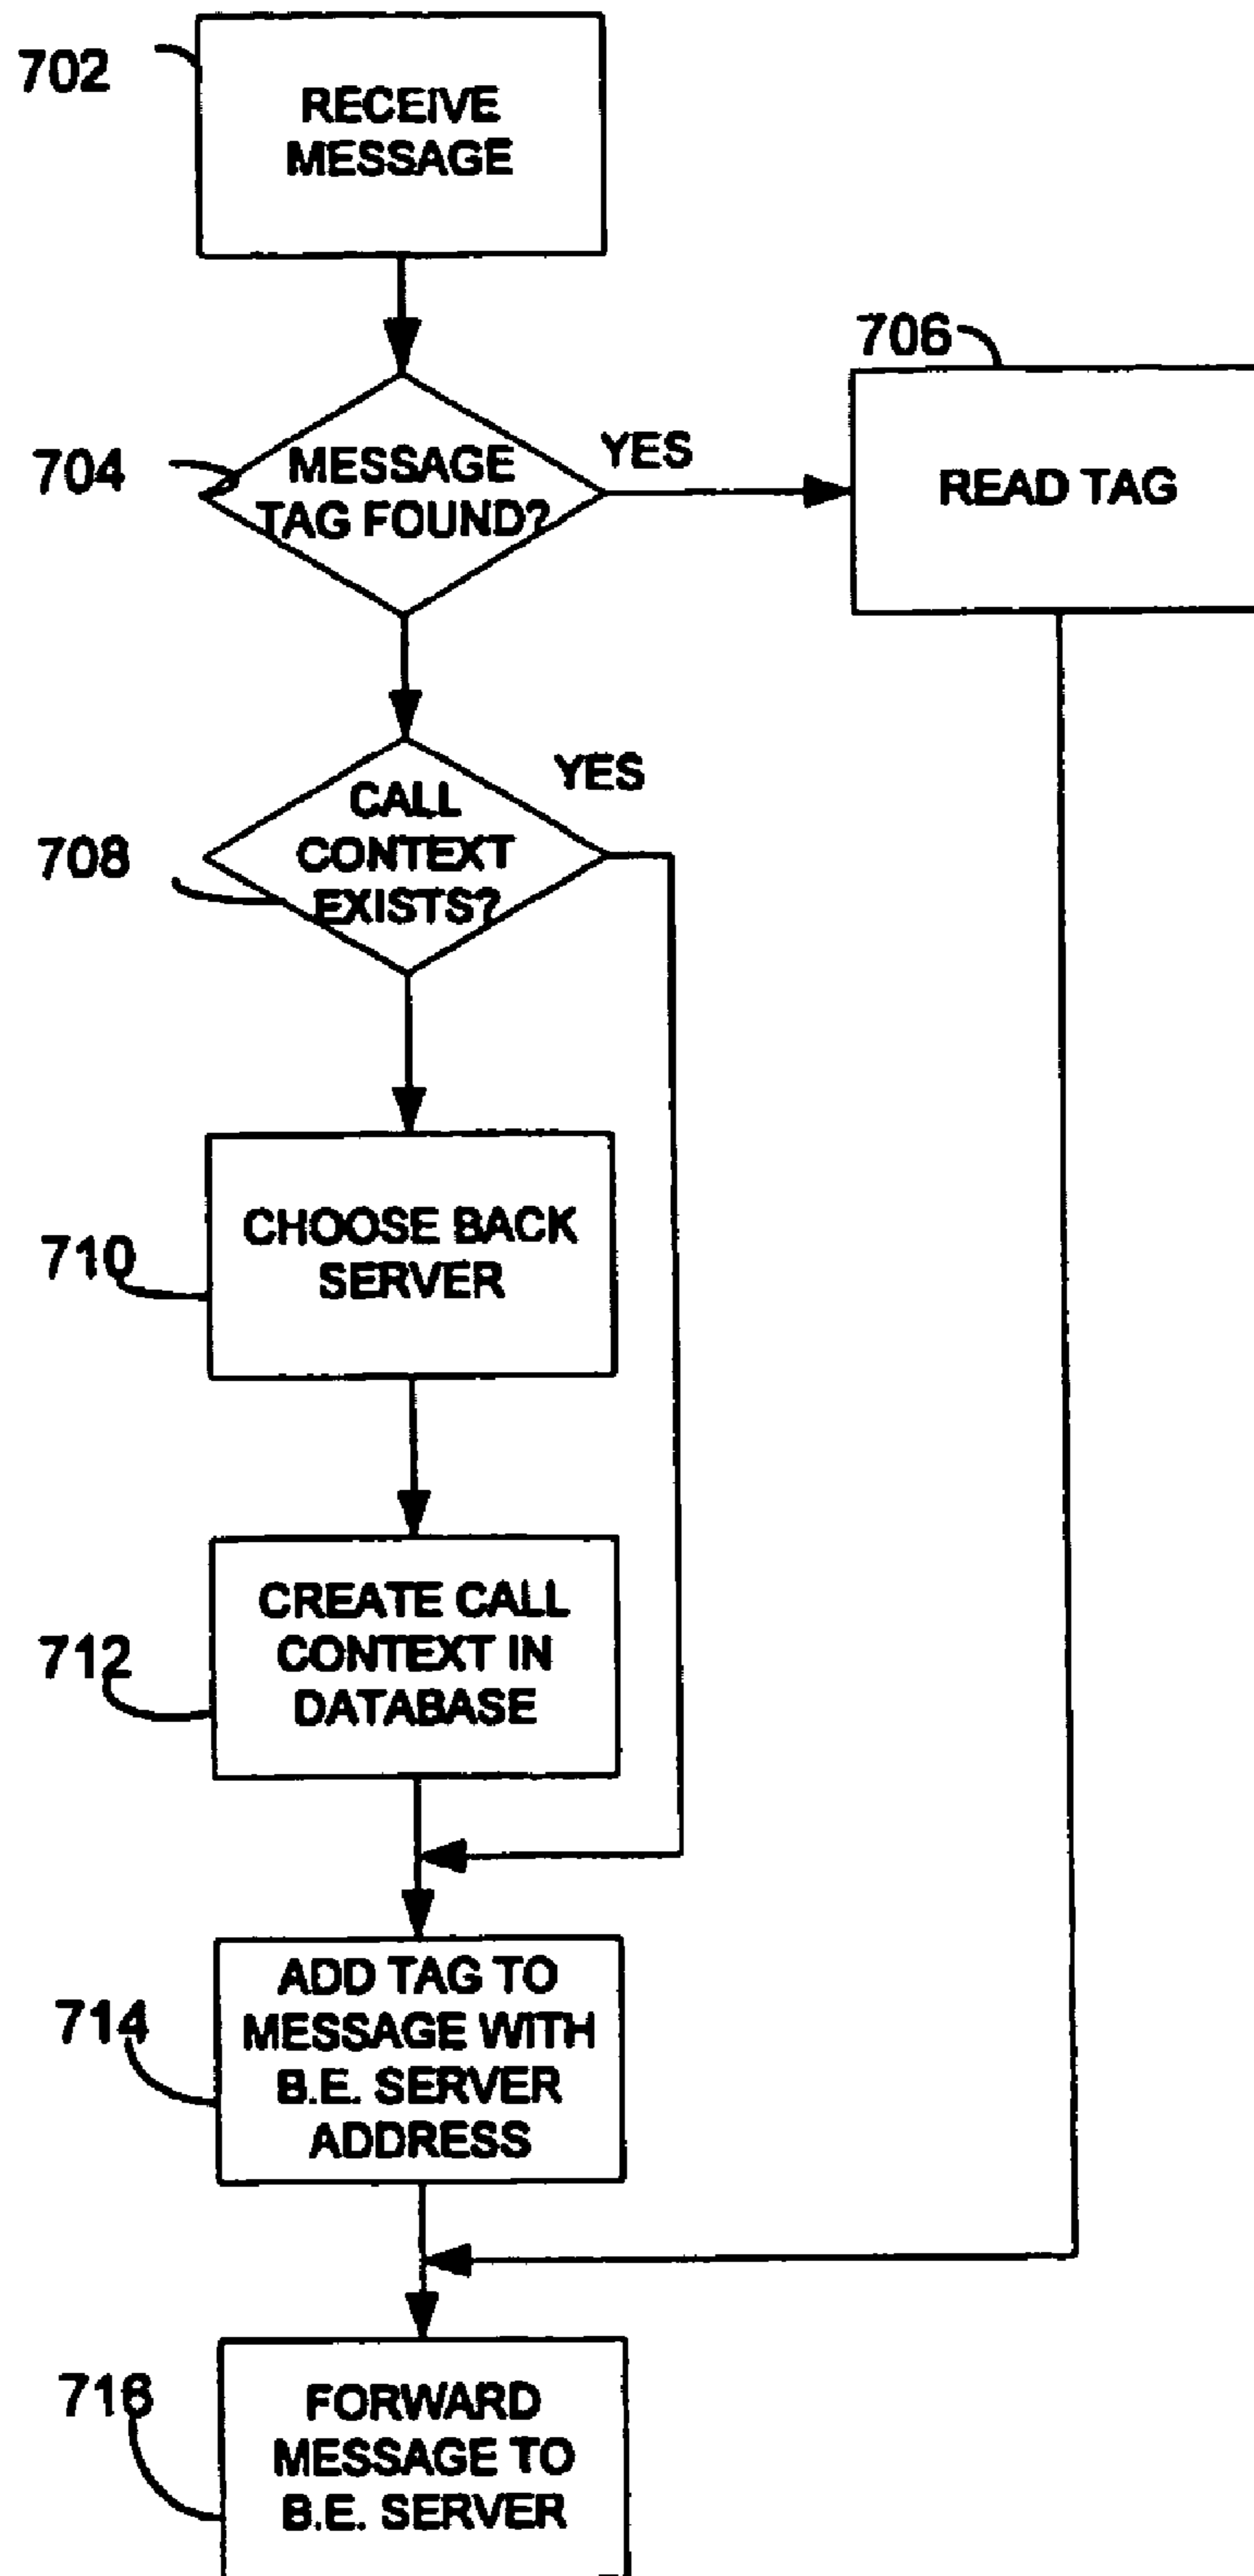 702
RECEIVE
MESSAGE
704
MESSAGE
TAG FOUND?
YES
706
READ TAG
708
CALL
CONTEXT
EXISTS?
YES
710
CHOOSE BACK
SERVER
712
CREATE CALL
CONTEXT IN
DATABASE
714
ADD TAG TO
MESSAGE WITH
B.E. SERVER
ADDRESS
716
FORWARD
MESSAGE TO
B.E. SERVER